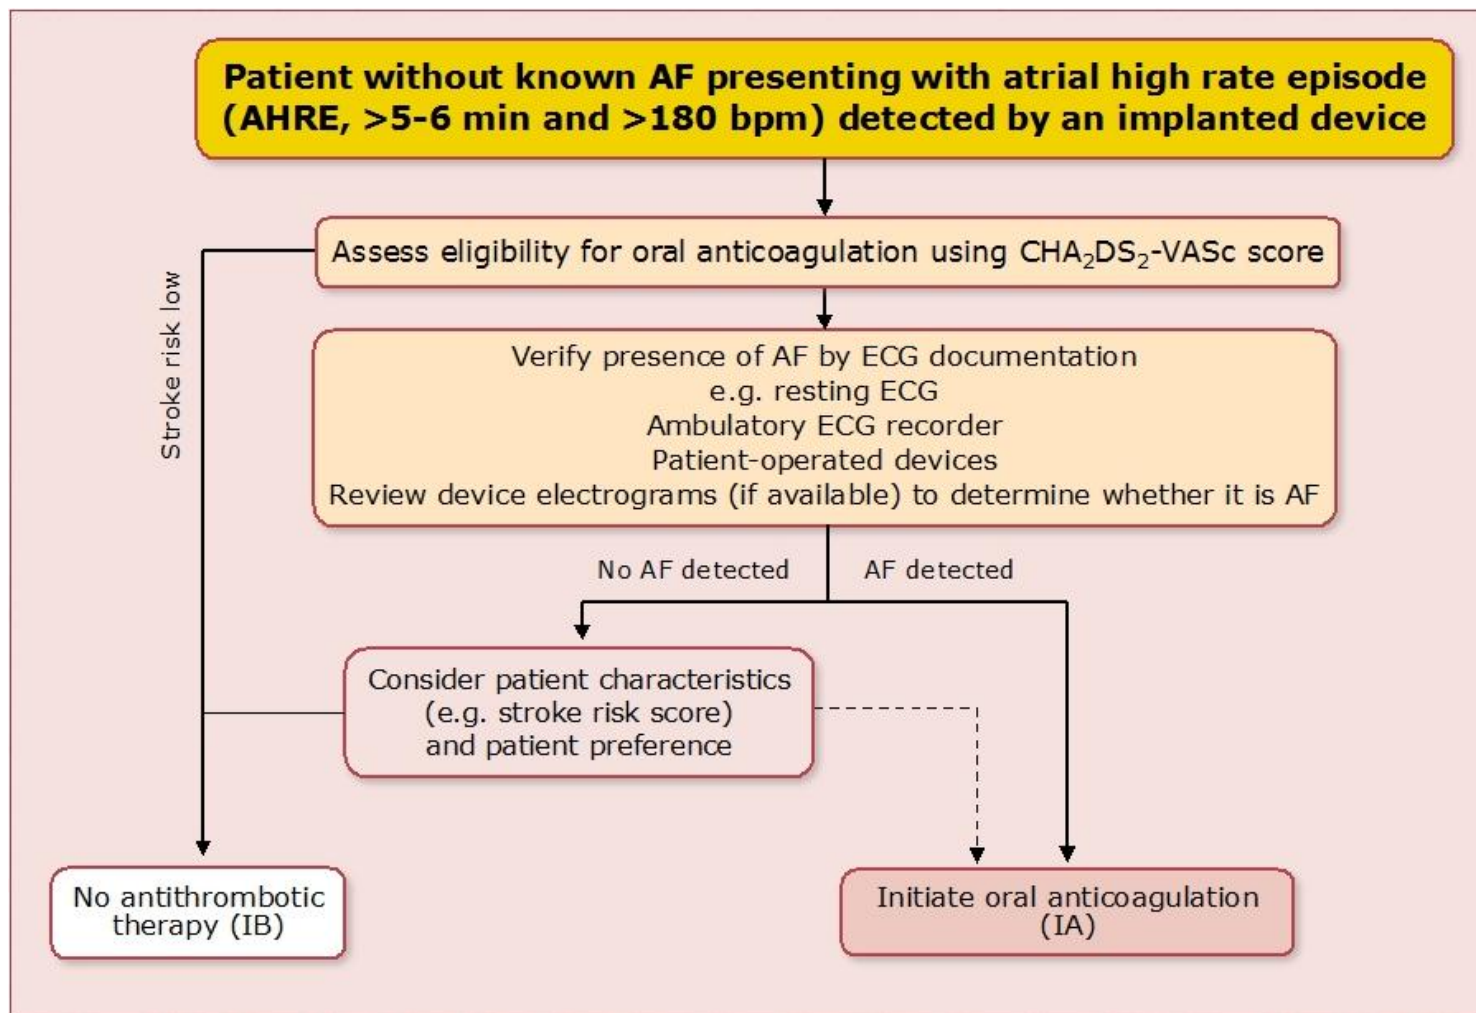 Patient without known AF presenting with atrial high rate episode
(AHRE, >5-6 min and >180 bpm) detected by an implanted device
Assess eligibility for oral anticoagulation using CHA₂DS₂-VASc score
Stroke risk low
Verify presence of AF by ECG documentation
e.g. resting ECG
Ambulatory ECG recorder
Patient-operated devices
Review device electrograms (if available) to determine whether it is AF
No AF detected
AF detected
Consider patient characteristics
(e.g. stroke risk score)
and patient preference
No antithrombotic
therapy (IB)
Initiate oral anticoagulation
(IA)